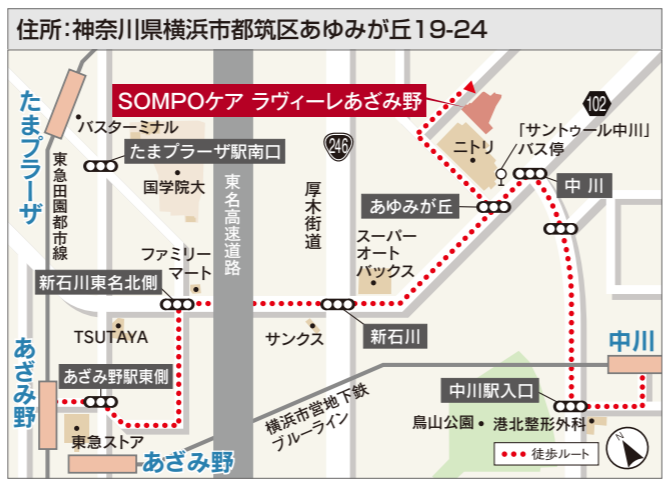 住所:神奈川県横浜市都筑区あゆみが丘19-24
たまプラーザ
バスターミナル
たまプラーザ駅南口
東急田園都市線
国学院大
東名高速道路
SOMPOケア ラヴィーレあざみ野
246
厚木街道
102
「サントゥール中川」
バス停
ニトリ
中川
あゆみが丘
スーパー
オート
バックス
ファミリー
マート
新石川東名北側
TSUTAYA
サンクス
新石川
中川
あざみ野
あざみ野駅東側
東急ストア
あざみ野
横浜市営地下鉄
ブルーライン
中川駅入口
鳥山公園
港北整形外科
徒歩ルート
N